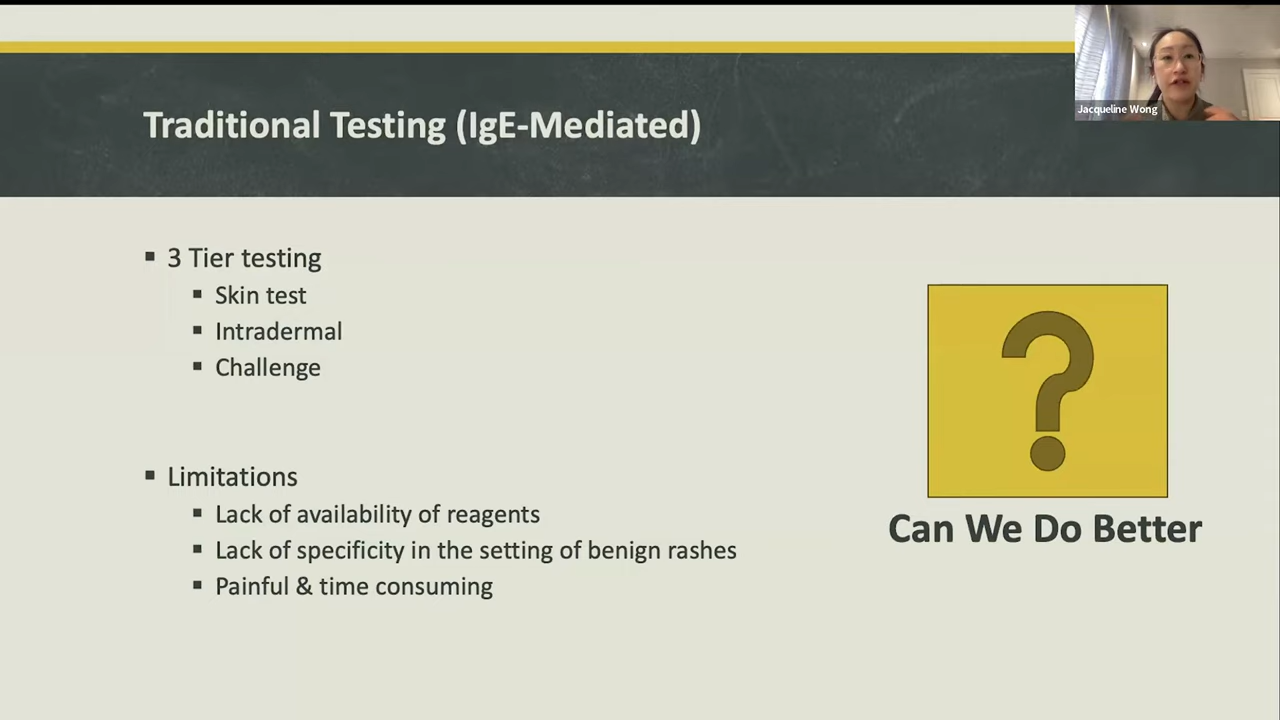 Jacqueline Wong
Traditional Testing (IgE-Mediated)
▪ 3 Tier testing
▪ Skin test
▪ Intradermal
▪ Challenge
▪ Limitations
▪ Lack of availability of reagents
▪ Lack of specificity in the setting of benign rashes
▪ Painful & time consuming
?
Can We Do Better